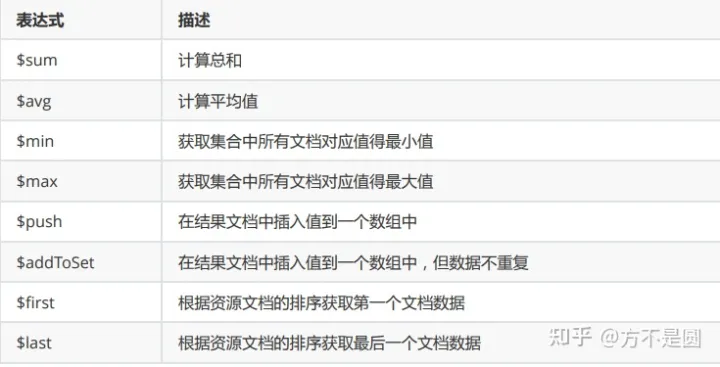 表达式 描述
$sum 计算总和
$avg 计算平均值
$min 获取集合中所有文档对应值得最小值
$max 获取集合中所有文档对应值得最大值
$push 在结果文档中插入值到一个数组中
$addToSet 在结果文档中插入值到一个数组中，但数据不重复
$first 根据资源文档的排序获取第一个文档数据
$last 根据资源文档的排序获取最后一个文档数据
知乎 @方不是圆